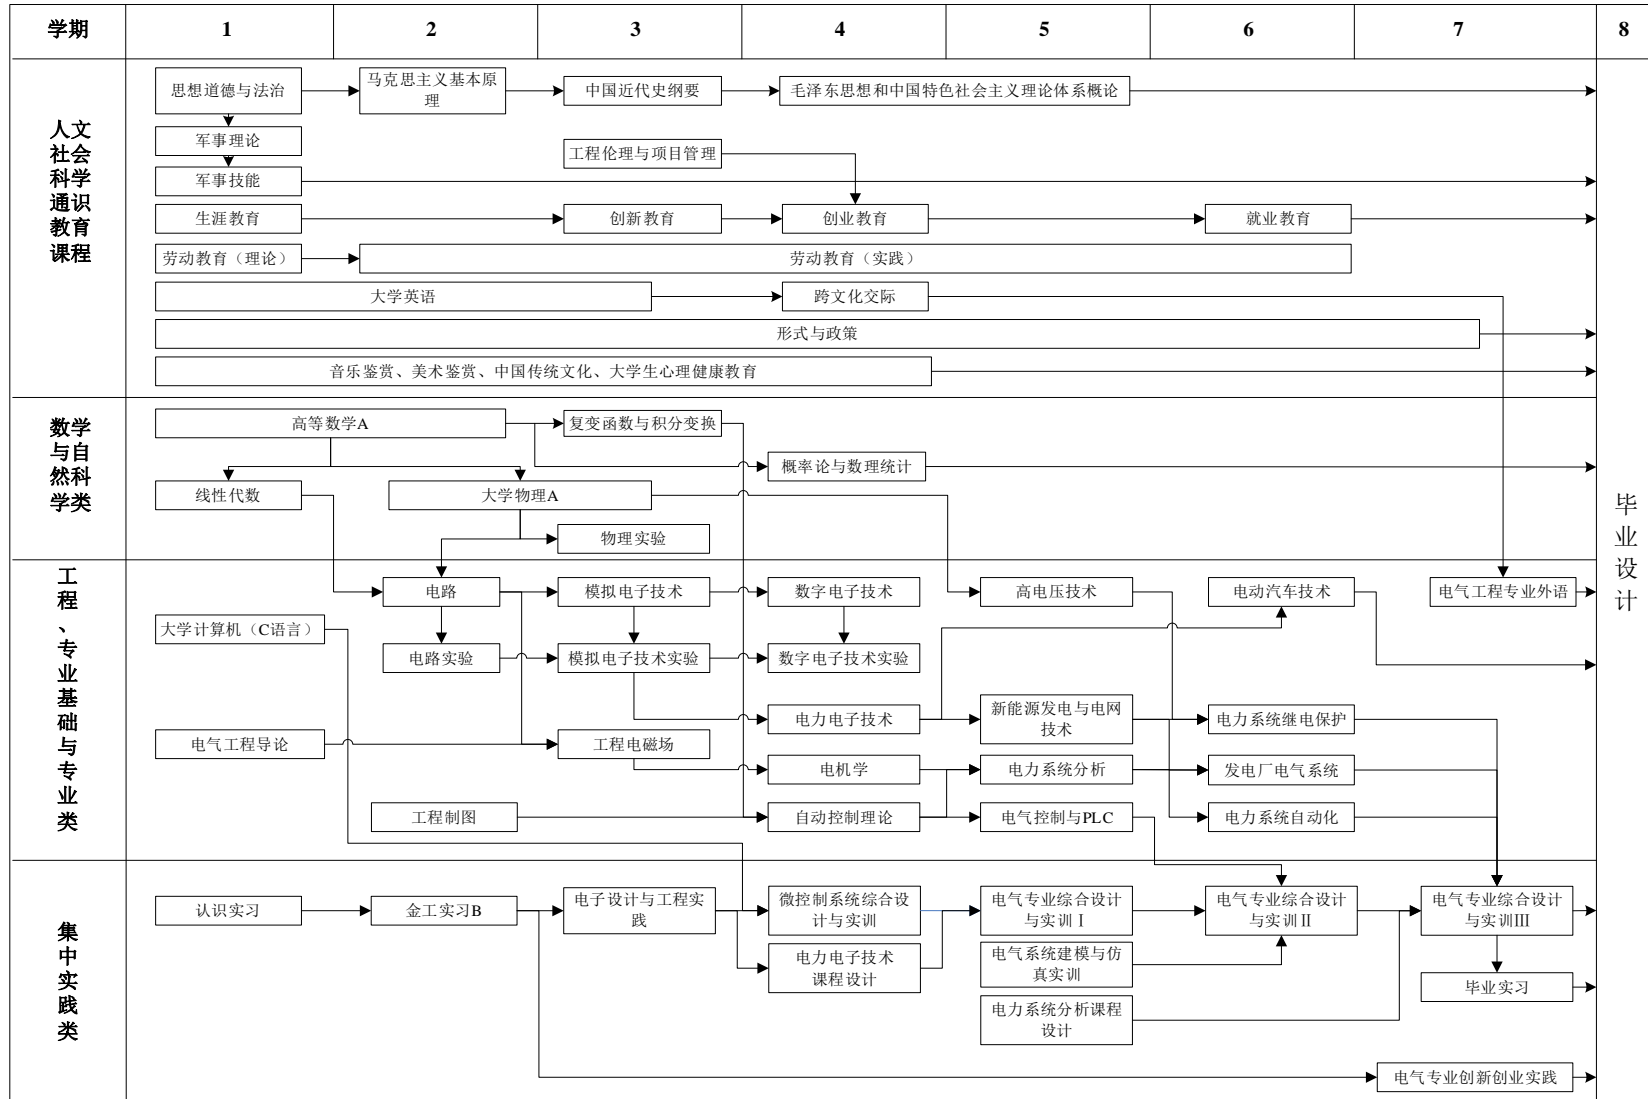 学期
1
2
3
4
5
6
7
8
人文
社会
科学
通识
教育
课程
思想道德与法治
马克思主义基本原
理
中国近代史纲要
毛泽东思想和中国特色社会主义理论体系概论
军事理论
工程伦理与项目管理
军事技能
生涯教育
创新教育
创业教育
就业教育
劳动教育（理论）
劳动教育（实践）
大学英语
跨文化交际
形式与政策
音乐鉴赏、美术鉴赏、中国传统文化、大学生心理健康教育
数学
与自
然科
学类
高等数学A
复变函数与积分变换
概率论与数理统计
线性代数
大学物理A
物理实验
工
程
、
专
业
基
础
与
专
业
类
电路
模拟电子技术
数字电子技术
高电压技术
电动汽车技术
电气工程专业外语
大学计算机（C语言）
电路实验
模拟电子技术实验
数字电子技术实验
电力电子技术
新能源发电与电网
技术
电力系统继电保护
电气工程导论
工程电磁场
电机学
电力系统分析
发电厂电气系统
工程制图
自动控制理论
电气控制与PLC
电力系统自动化
集
中
实
践
类
认识实习
金工实习B
电子设计与工程实
践
微控制系统综合设
计与实训
电气专业综合设计
与实训Ⅰ
电气专业综合设计
与实训Ⅱ
电气专业综合设计
与实训Ⅲ
电力电子技术
课程设计
电气系统建模与仿
真实训
毕业实习
电力系统分析课程
设计
电气专业创新创业实践
毕
业
设
计